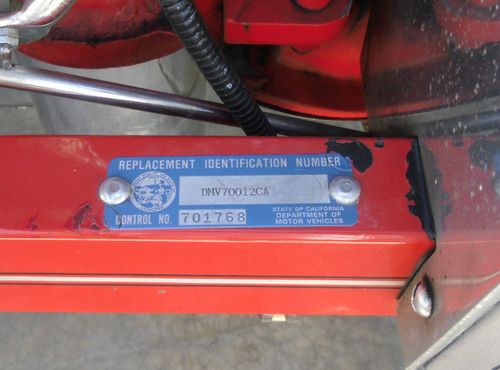 REPLACEMENT IDENTIFICATION NUMBER
DMV70012CA
CONTROL NO. 701768
STATE OF CALIFORNIA
DEPARTMENT OF
MOTOR VEHICLES